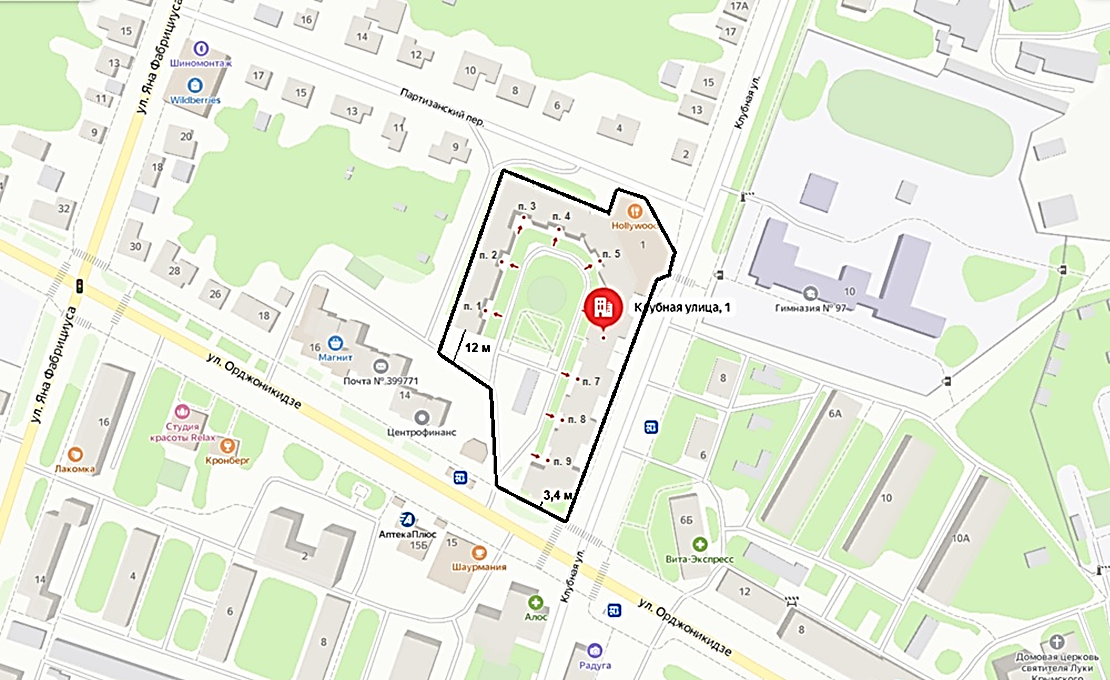 17А
16
15
14
17
12
Шиномонтаж
13
10
15
17
Wildberries
15
8
6
11
13
13
Партизанский пер.
ул. Яна Фабрициуса
Клубная ул.
11
4
9
20
9
2
18
32
п. 3
п. 4
Hollywood
1
30
п. 2
п. 5
28
26
10
Гимназия № 97
18
п. 1
Клубная улица, 1
16
Магнит
12 м
ул. Яна Фабрициуса
ул. Орджоникидзе
Почта № 399771
п. 7
8
14
6А
Студия
красоты Relax
16
Центрофинанс
п. 8
Кронберг
6
Лакомка
п. 9
3,4 м
10
6Б
АптекаПлюс
15Б
15
10А
2
Вита-Экспресс
Шаурмания
14
4
Клубная ул.
12
6
Алос
ул. Орджоникидзе
8
8
Радуга
Домовая церковь
святителя Луки
Крымского